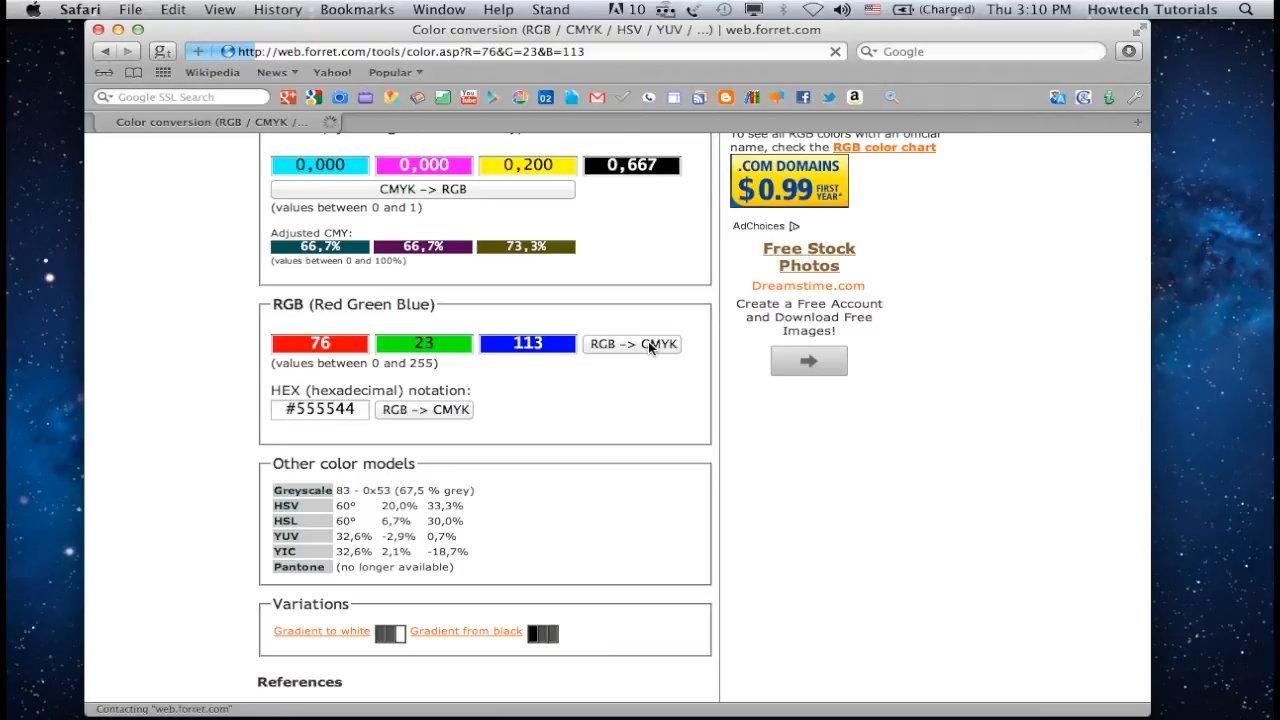 Safari File Edit View History Bookmarks Window Help Stand 10 (Charged) Thu 3:10 PM Howtech Tutorials
Color conversion (RGB / CMYK / HSV / YUV / ...) | web.forret.com
http://web.forret.com/tools/color.asp?R=76&G=23&B=113 Google
Wikipedia News Yahoo! Popular
Google SSL Search
Color conversion (RGB / CMYK /...
name, check the RGB color chart
0,000 0,000 0,200 0,667
CMYK -> RGB
(values between 0 and 1)
Adjusted CMY:
66,7% 66,7% 73,3%
(values between 0 and 100%)
.COM DOMAINS
$0.99 FIRST YEAR*
AdChoices
Free Stock
Photos
Dreamstime.com
Create a Free Account
and Download Free
Images!
RGB (Red Green Blue)
76 23 113 RGB -> CMYK
(values between 0 and 255)
HEX (hexadecimal) notation:
#555544 RGB -> CMYK
Other color models
Greyscale 83 - 0x53 (67,5 % grey)
HSV 60° 20,0% 33,3%
HSL 60° 6,7% 30,0%
YUV 32,6% -2,9% 0,7%
YIC 32,6% 2,1% -18,7%
Pantone (no longer available)
Variations
Gradient to white Gradient from black
References
Contacting "web.forret.com"